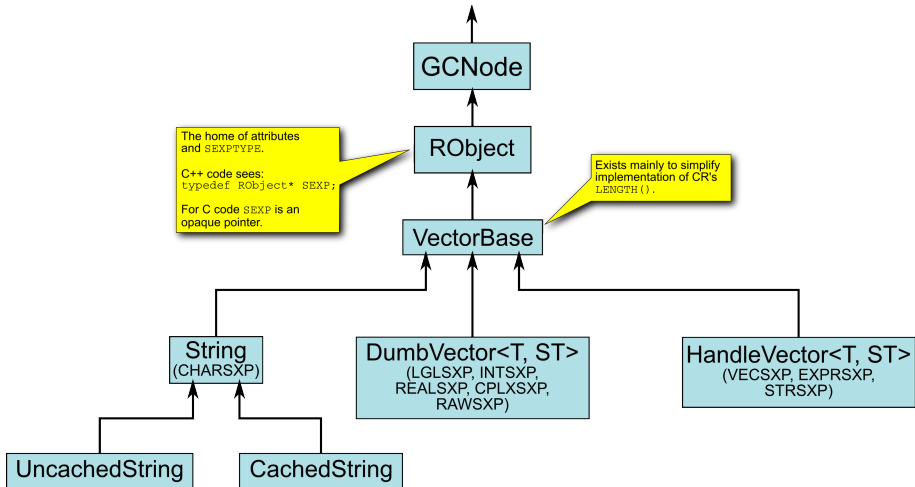 GCNode
The home of attributes
and SEXPTYPE.
C++ code sees:
typedef RObject* SEXP;
For C code SEXP is an
opaque pointer.
RObject
Exists mainly to simplify
implementation of CR's
LENGTH().
VectorBase
String
(CHARSXP)
DumbVector<T, ST>
(LGLSXP, INTSXP,
REALSXP, CPLXSXP,
RAWSXP)
HandleVector<T, ST>
(VECSXP, EXPRSXP,
STRSXP)
UncachedString
CachedString